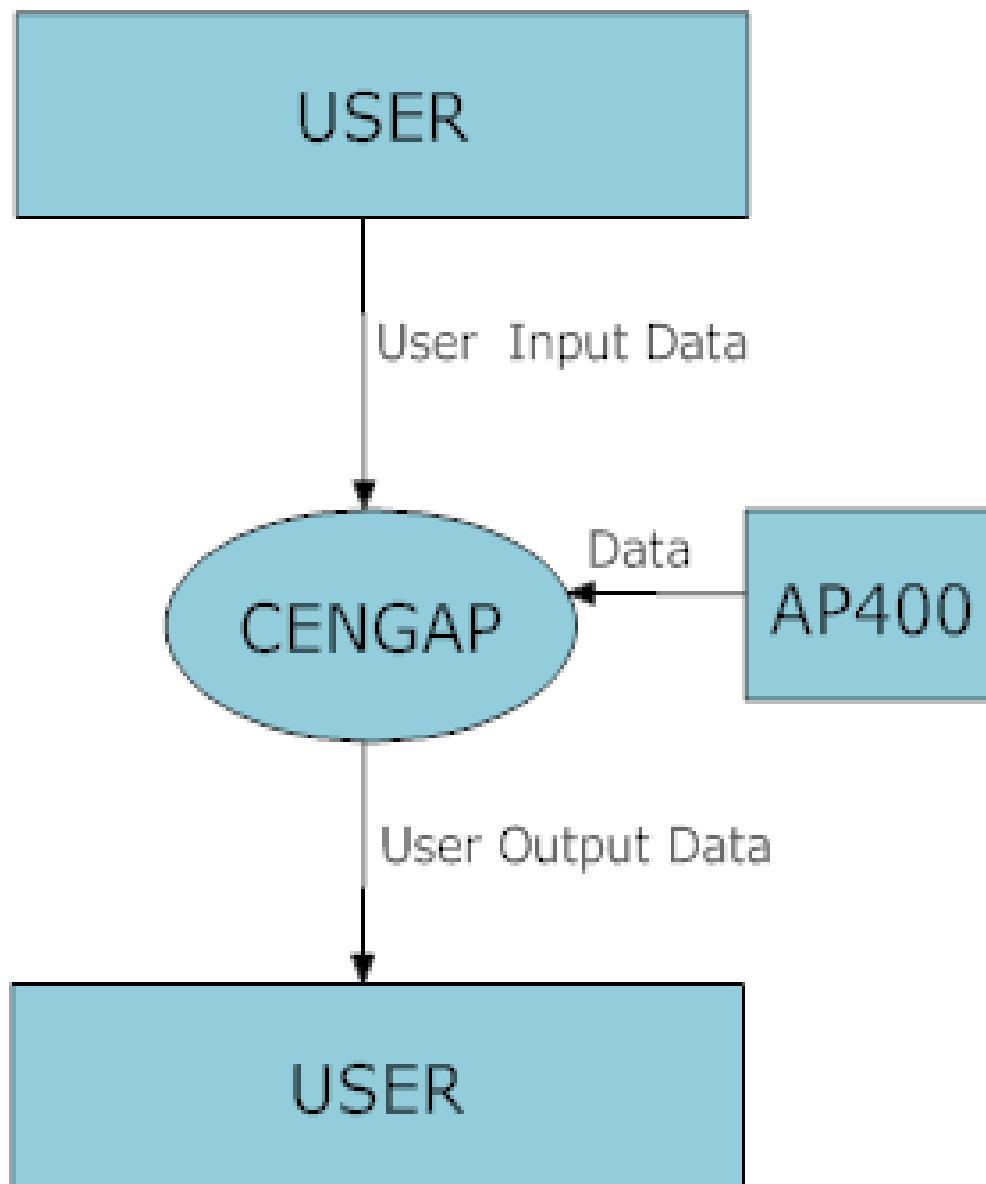 USER
User Input Data
Data
CENGAP
AP400
User Output Data
USER